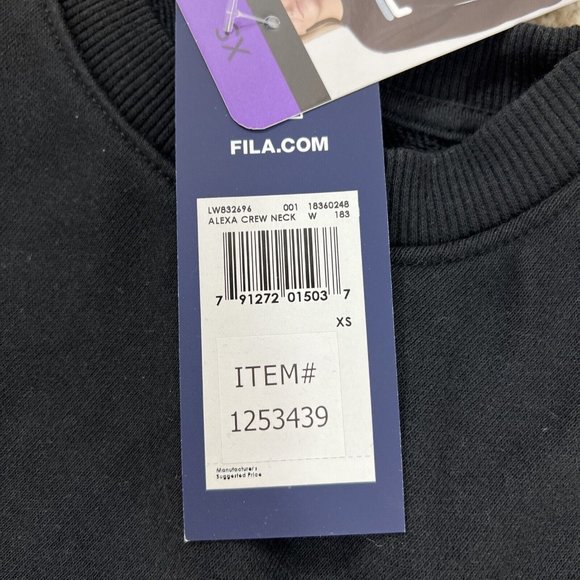 XS
FILA.COM
LW832696 001 18360248
ALEXA CREW NECK W 183
7 91272 01503 7
XS
ITEM#
1253439
Manufacturer's
Suggested Price